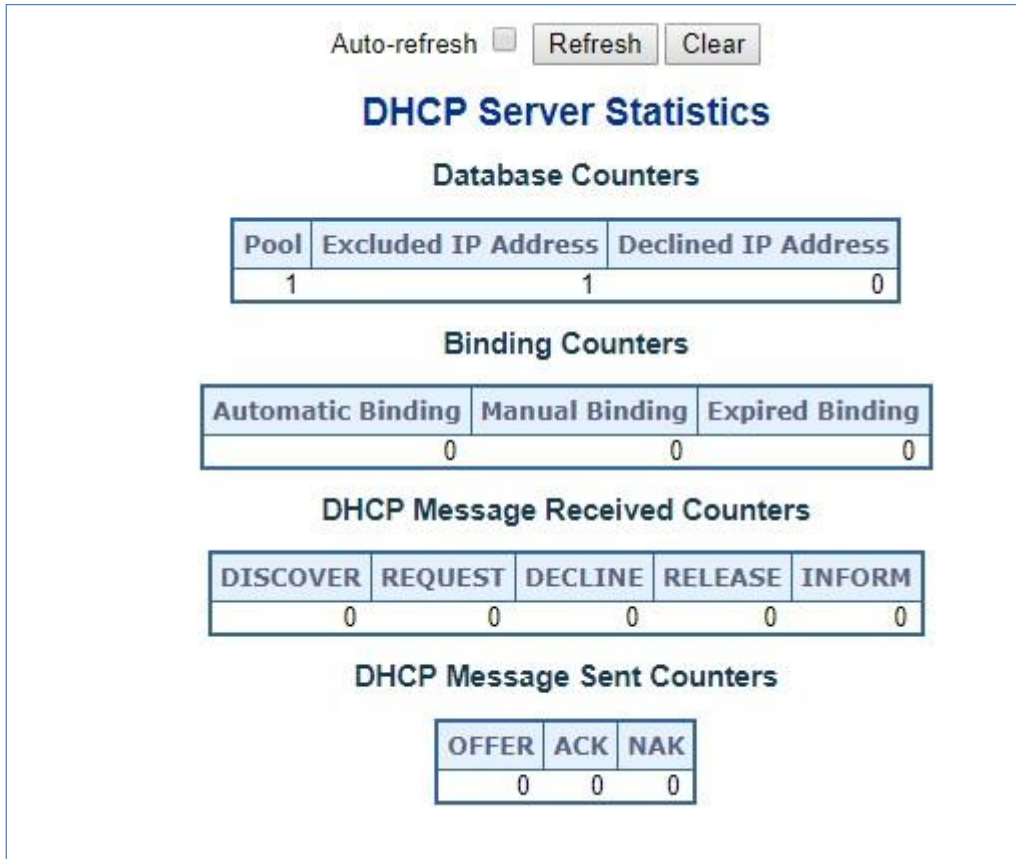 Auto-refresh Refresh Clear
DHCP Server Statistics
Database Counters
Pool Excluded IP Address Declined IP Address
1 1 0
Binding Counters
Automatic Binding Manual Binding Expired Binding
0 0 0
DHCP Message Received Counters
DISCOVER REQUEST DECLINE RELEASE INFORM
0 0 0 0 0
DHCP Message Sent Counters
OFFER ACK NAK
0 0 0